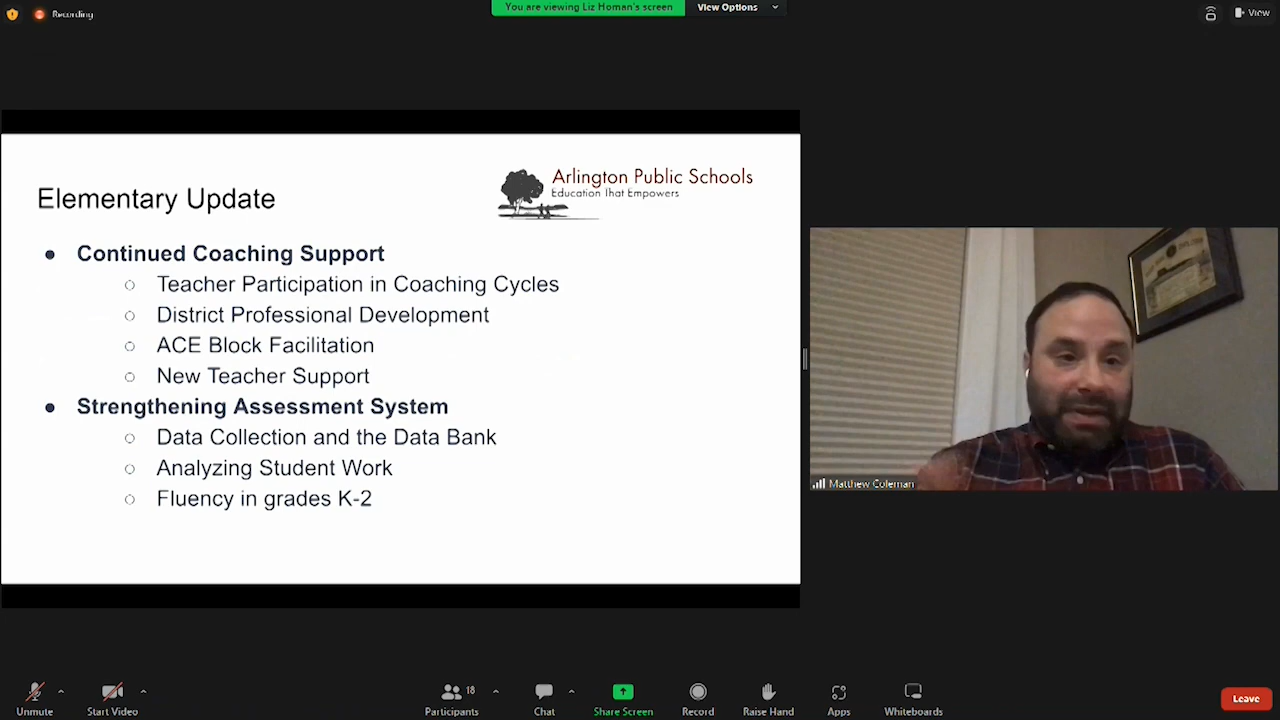 Recording
You are viewing Liz Homan's screen
View Options
View
Arlington Public Schools
Education That Empowers
Elementary Update
Continued Coaching Support
Teacher Participation in Coaching Cycles
District Professional Development
ACE Block Facilitation
New Teacher Support
Strengthening Assessment System
Data Collection and the Data Bank
Analyzing Student Work
Fluency in grades K-2
Matthew Coleman
Unmute
Start Video
18
Participants
Chat
Share Screen
Record
Raise Hand
Apps
Whiteboards
Leave